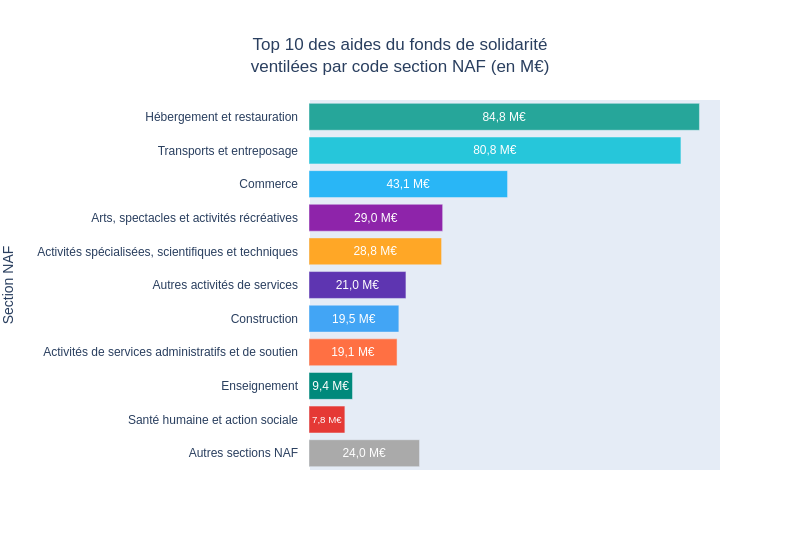 Top 10 des aides du fonds de solidarité
ventilées par code section NAF (en M€)
Section NAF
Hébergement et restauration 84,8 M€
Transports et entreposage 80,8 M€
Commerce 43,1 M€
Arts, spectacles et activités récréatives 29,0 M€
Activités spécialisées, scientifiques et techniques 28,8 M€
Autres activités de services 21,0 M€
Construction 19,5 M€
Activités de services administratifs et de soutien 19,1 M€
Enseignement 9,4 M€
Santé humaine et action sociale 7,8 M€
Autres sections NAF 24,0 M€